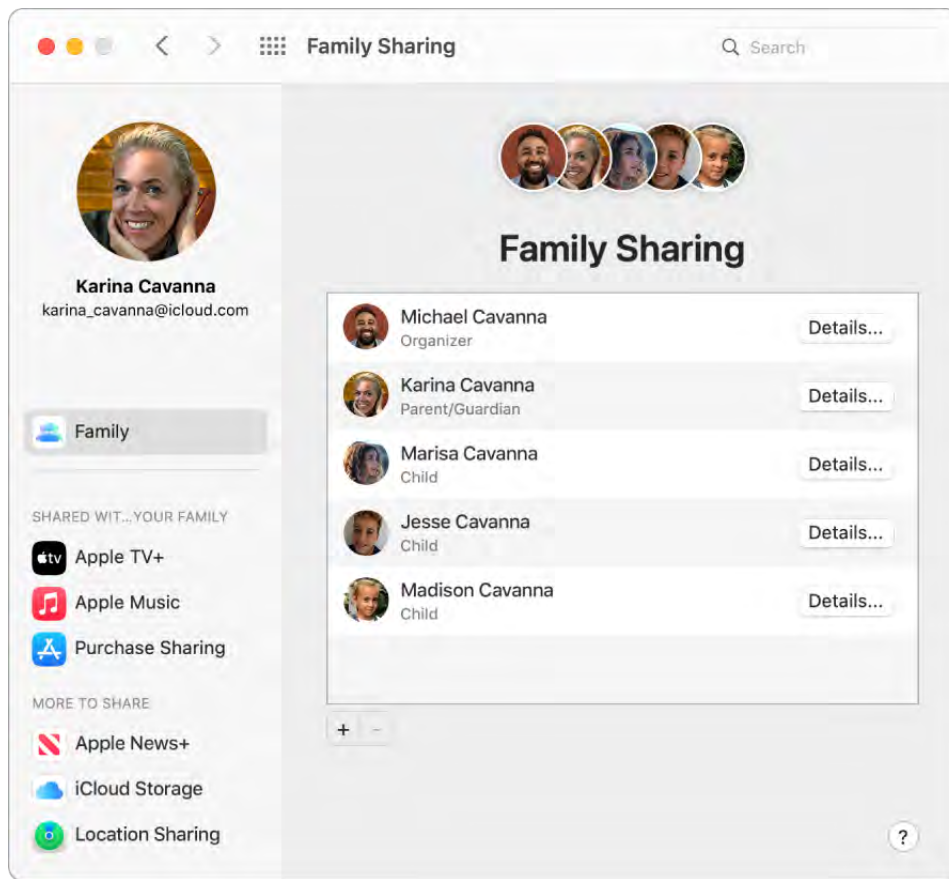 Family Sharing
Search
Karina Cavanna
karina_cavanna@icloud.com
Family
SHARED WIT...YOUR FAMILY
tv
Apple TV+
Apple Music
Purchase Sharing
MORE TO SHARE
Apple News+
iCloud Storage
Location Sharing
Family Sharing
Michael Cavanna
Organizer
Details...
Karina Cavanna
Parent/Guardian
Details...
Marisa Cavanna
Child
Details...
Jesse Cavanna
Child
Details...
Madison Cavanna
Child
Details...
+ -
?